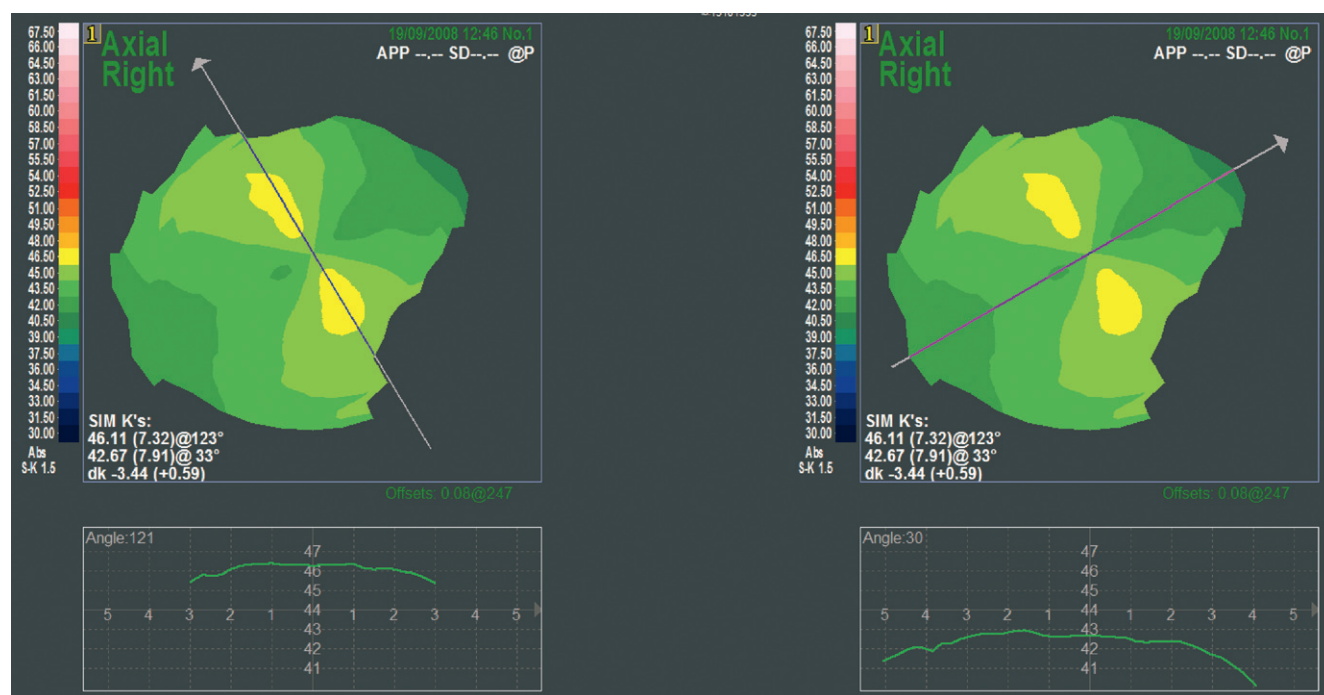 67.50
66.00
64.50
63.00
61.50
60.00
58.50
57.00
55.50
54.00
52.50
51.00
49.50
48.00
46.50
45.00
43.50
42.00
40.50
39.00
37.50
36.00
34.50
33.00
31.50
30.00
Abs
S-K 1.5
1
Axial
Right
19/09/2008 12:46 No.1
APP --.-- SD--.-- @P
SIM K's:
46.11 (7.32)@123°
42.67 (7.91)@ 33°
dk -3.44 (+0.59)
Offsets: 0.08@247
Angle:121
47
46
45
5 4 3 2 1 44 1 2 3 4 5
43
42
41
67.50
66.00
64.50
63.00
61.50
60.00
58.50
57.00
55.50
54.00
52.50
51.00
49.50
48.00
46.50
45.00
43.50
42.00
40.50
39.00
37.50
36.00
34.50
33.00
31.50
30.00
Abs
S-K 1.5
1
Axial
Right
19/09/2008 12:46 No.1
APP --.-- SD--.-- @P
SIM K's:
46.11 (7.32)@123°
42.67 (7.91)@ 33°
dk -3.44 (+0.59)
Offsets: 0.08@247
Angle:30
47
46
45
5 4 3 2 1 44 1 2 3 4 5
43
42
41